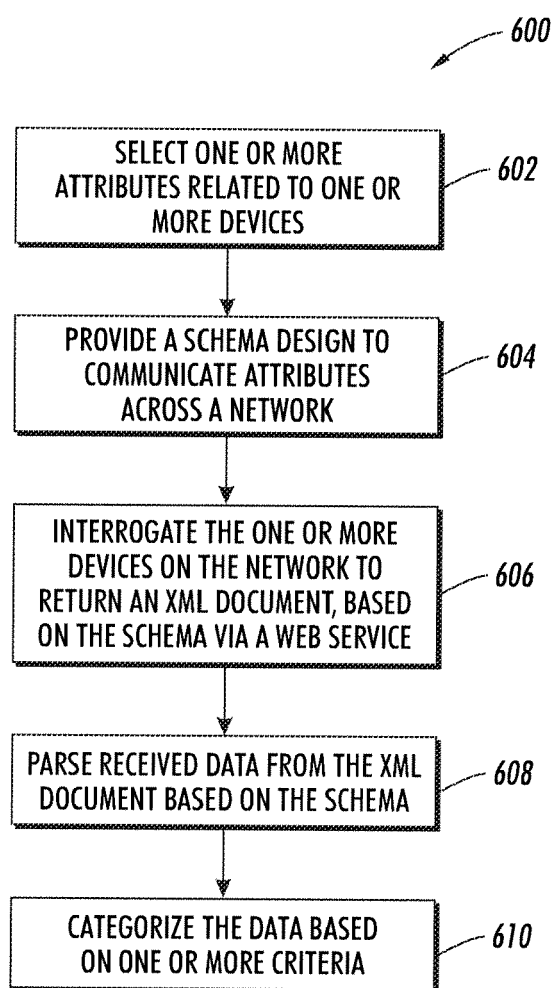 600
SELECT ONE OR MORE
ATTRIBUTES RELATED TO ONE OR
MORE DEVICES
602
PROVIDE A SCHEMA DESIGN TO
COMMUNICATE ATTRIBUTES
ACROSS A NETWORK
604
INTERROGATE THE ONE OR MORE
DEVICES ON THE NETWORK TO
RETURN AN XML DOCUMENT, BASED
ON THE SCHEMA VIA A WEB SERVICE
606
PARSE RECEIVED DATA FROM THE XML
DOCUMENT BASED ON THE SCHEMA
608
CATEGORIZE THE DATA BASED
ON ONE OR MORE CRITERIA
610